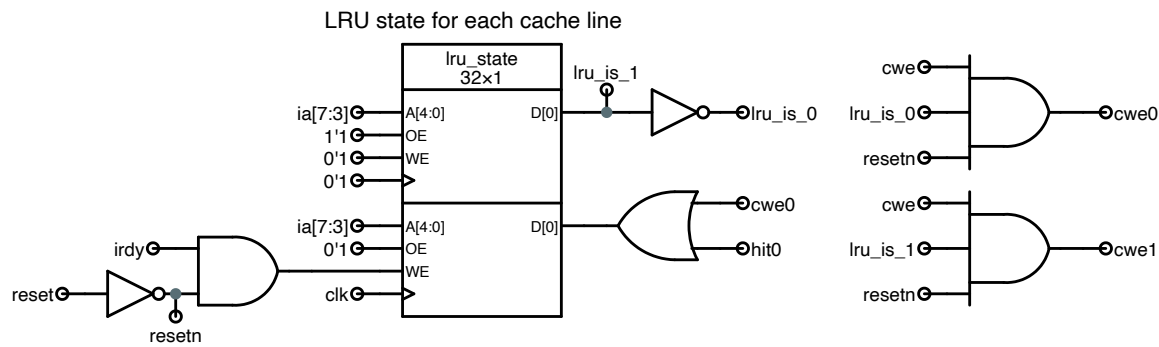 LRU state for each cache line
lru_state
32×1
lru_is_1
ia[7:3]
A[4:0]
D[0]
lru_is_0
1'1
OE
0'1
WE
0'1
ia[7:3]
A[4:0]
D[0]
cwe0
0'1
OE
hit0
irdy
WE
clk
reset
resetn
cwe
lru_is_0
cwe0
resetn
cwe
lru_is_1
cwe1
resetn